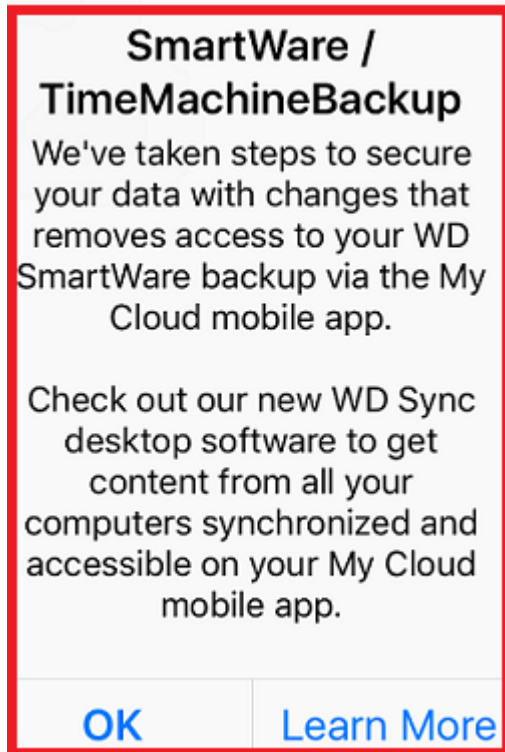 SmartWare /
TimeMachineBackup
We've taken steps to secure
your data with changes that
removes access to your WD
SmartWare backup via the My
Cloud mobile app.
Check out our new WD Sync
desktop software to get
content from all your
computers synchronized and
accessible on your My Cloud
mobile app.
OK
Learn More